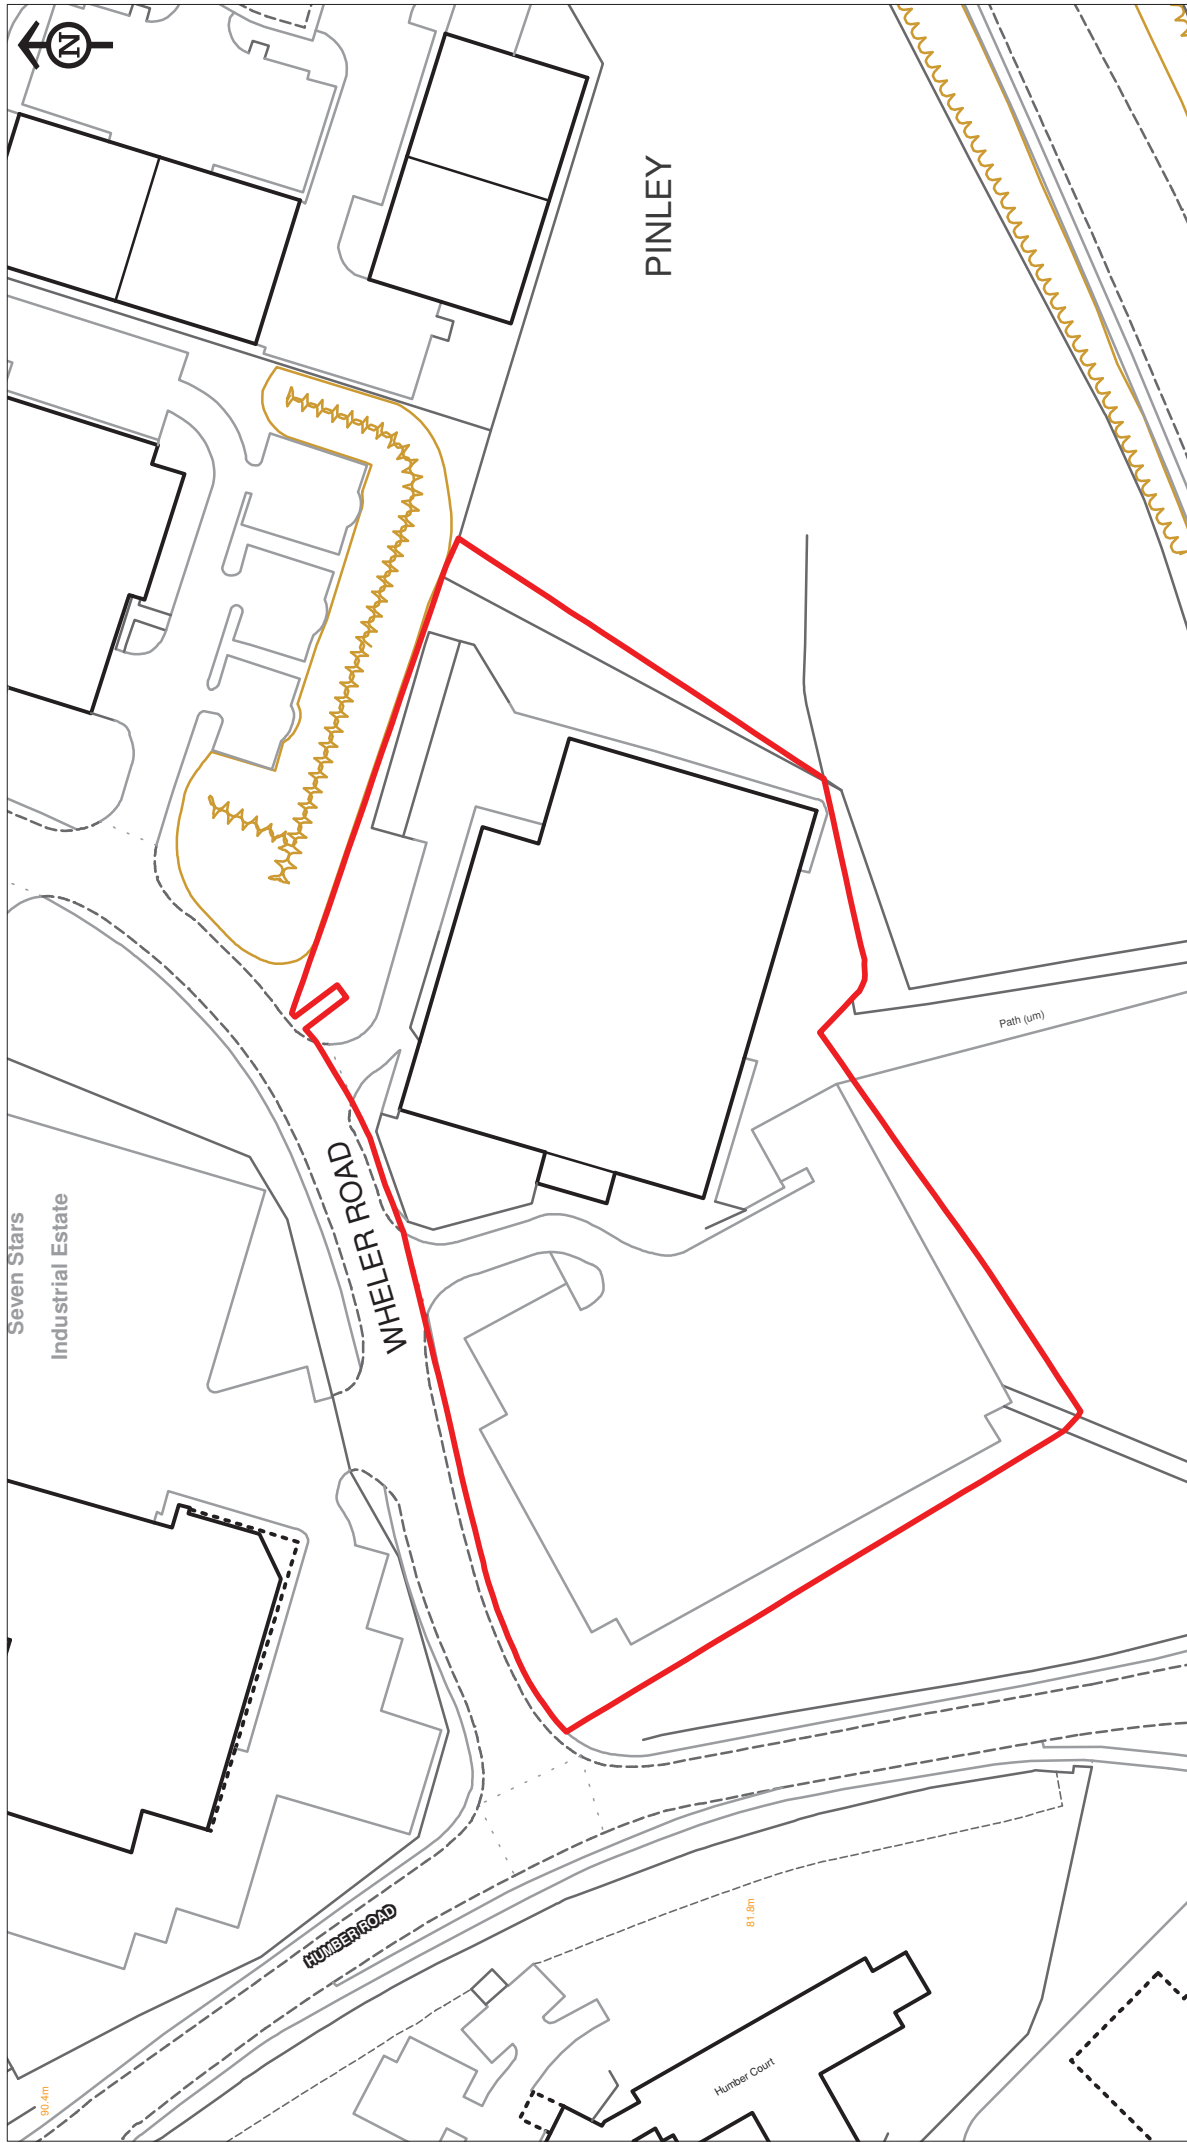 N
PINLEY
Path (um)
WHELER ROAD
Seven Stars
Industrial Estate
HUMBER ROAD
81.8m
Humber Court
90.4m